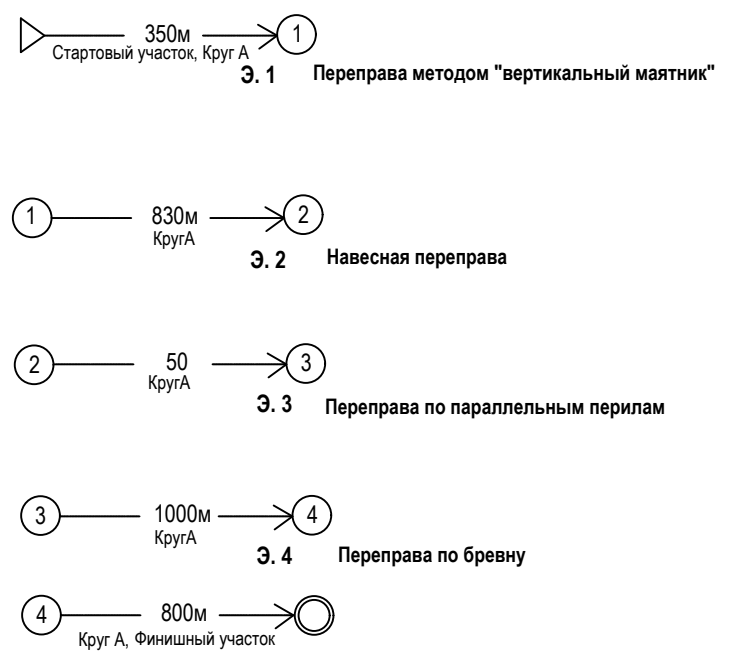 350м
1
Стартовый участок, Круг А
Э. 1
Переправа методом "вертикальный маятник"
1
830м
2
КругА
Э. 2
Навесная переправа
2
50
3
КругА
Э. 3
Переправа по параллельным перилам
3
1000м
4
КругА
Э. 4
Переправа по бревну
4
800м
Круг А, Финишный участок